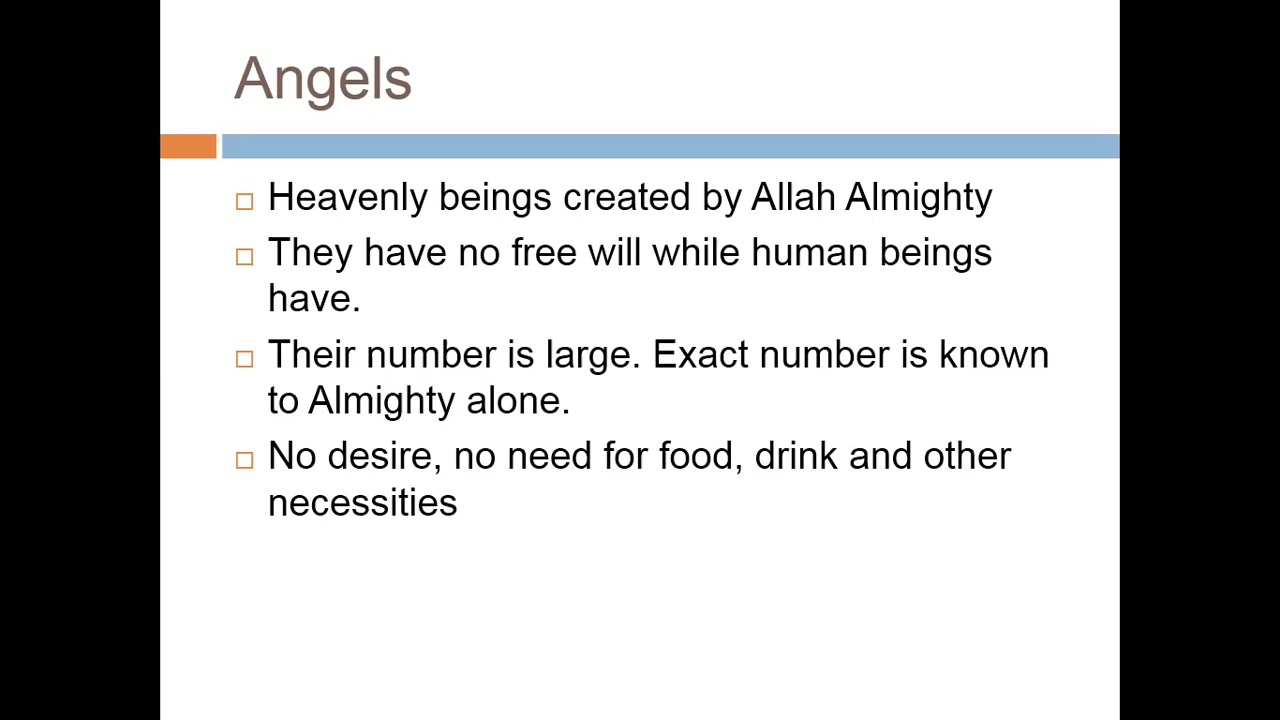 Angels
Heavenly beings created by Allah Almighty
They have no free will while human beings
have.
Their number is large. Exact number is known
to Almighty alone.
No desire, no need for food, drink and other
necessities